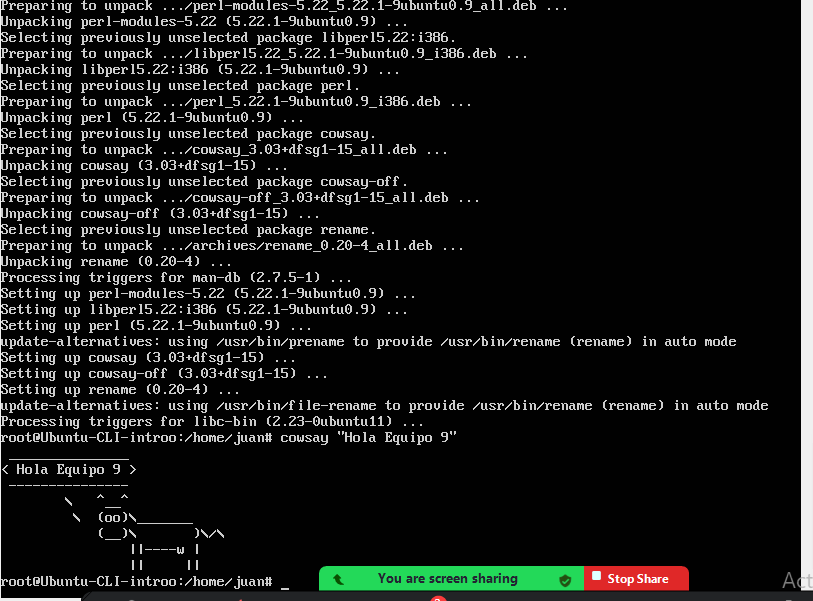 Preparing to unpack .../perl-modules-5.22_5.22.1-9ubuntu0.9_all.deb ...
Unpacking perl-modules-5.22 (5.22.1-9ubuntu0.9) ...
Selecting previously unselected package libperl5.22:i386.
Preparing to unpack .../libperl5.22_5.22.1-9ubuntu0.9_i386.deb ...
Unpacking libperl5.22:i386 (5.22.1-9ubuntu0.9) ...
Selecting previously unselected package perl.
Preparing to unpack .../perl_5.22.1-9ubuntu0.9_i386.deb ...
Unpacking perl (5.22.1-9ubuntu0.9) ...
Selecting previously unselected package cowsay.
Preparing to unpack .../cowsay_3.03+dfsg1-15_all.deb ...
Unpacking cowsay (3.03+dfsg1-15) ...
Selecting previously unselected package cowsay-off.
Preparing to unpack .../cowsay-off_3.03+dfsg1-15_all.deb ...
Unpacking cowsay-off (3.03+dfsg1-15) ...
Selecting previously unselected package rename.
Preparing to unpack .../archives/rename_0.20-4_all.deb ...
Unpacking rename (0.20-4) ...
Processing triggers for man-db (2.7.5-1) ...
Setting up perl-modules-5.22 (5.22.1-9ubuntu0.9) ...
Setting up libperl5.22:i386 (5.22.1-9ubuntu0.9) ...
Setting up perl (5.22.1-9ubuntu0.9) ...
update-alternatives: using /usr/bin/prename to provide /usr/bin/rename (rename) in auto mode
Setting up cowsay (3.03+dfsg1-15) ...
Setting up cowsay-off (3.03+dfsg1-15) ...
Setting up rename (0.20-4) ...
update-alternatives: using /usr/bin/file-rename to provide /usr/bin/rename (rename) in auto mode
Processing triggers for libc-bin (2.23-0ubuntu11) ...
root@Ubuntu-CLI-introo:/home/juan# cowsay "Hola Equipo 9"
 _______________
< Hola Equipo 9 >
 ---------------
        \   ^__^
         \  (oo)\_______
            (__)\       )\/\
                ||----w |
                ||     ||
root@Ubuntu-CLI-introo:/home/juan# _
You are screen sharing
Stop Share
Act